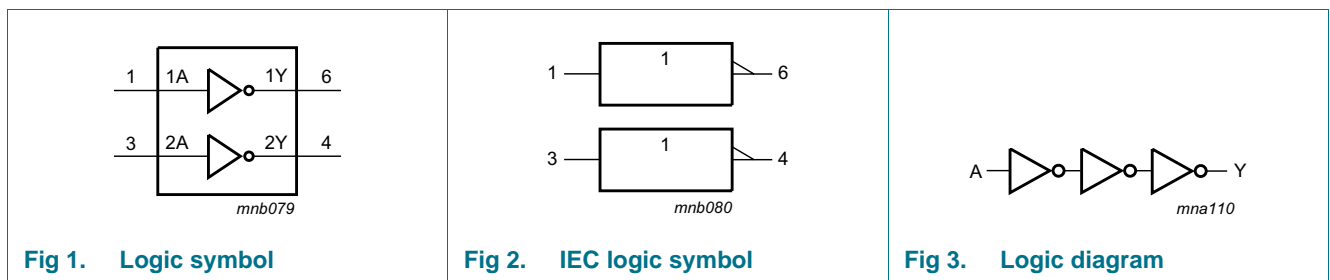 1 1A 1Y 6
3 2A 2Y 4
mnb079
Fig 1. Logic symbol
1 1 6
3 1 4
mnb080
Fig 2. IEC logic symbol
A Y
mna110
Fig 3. Logic diagram